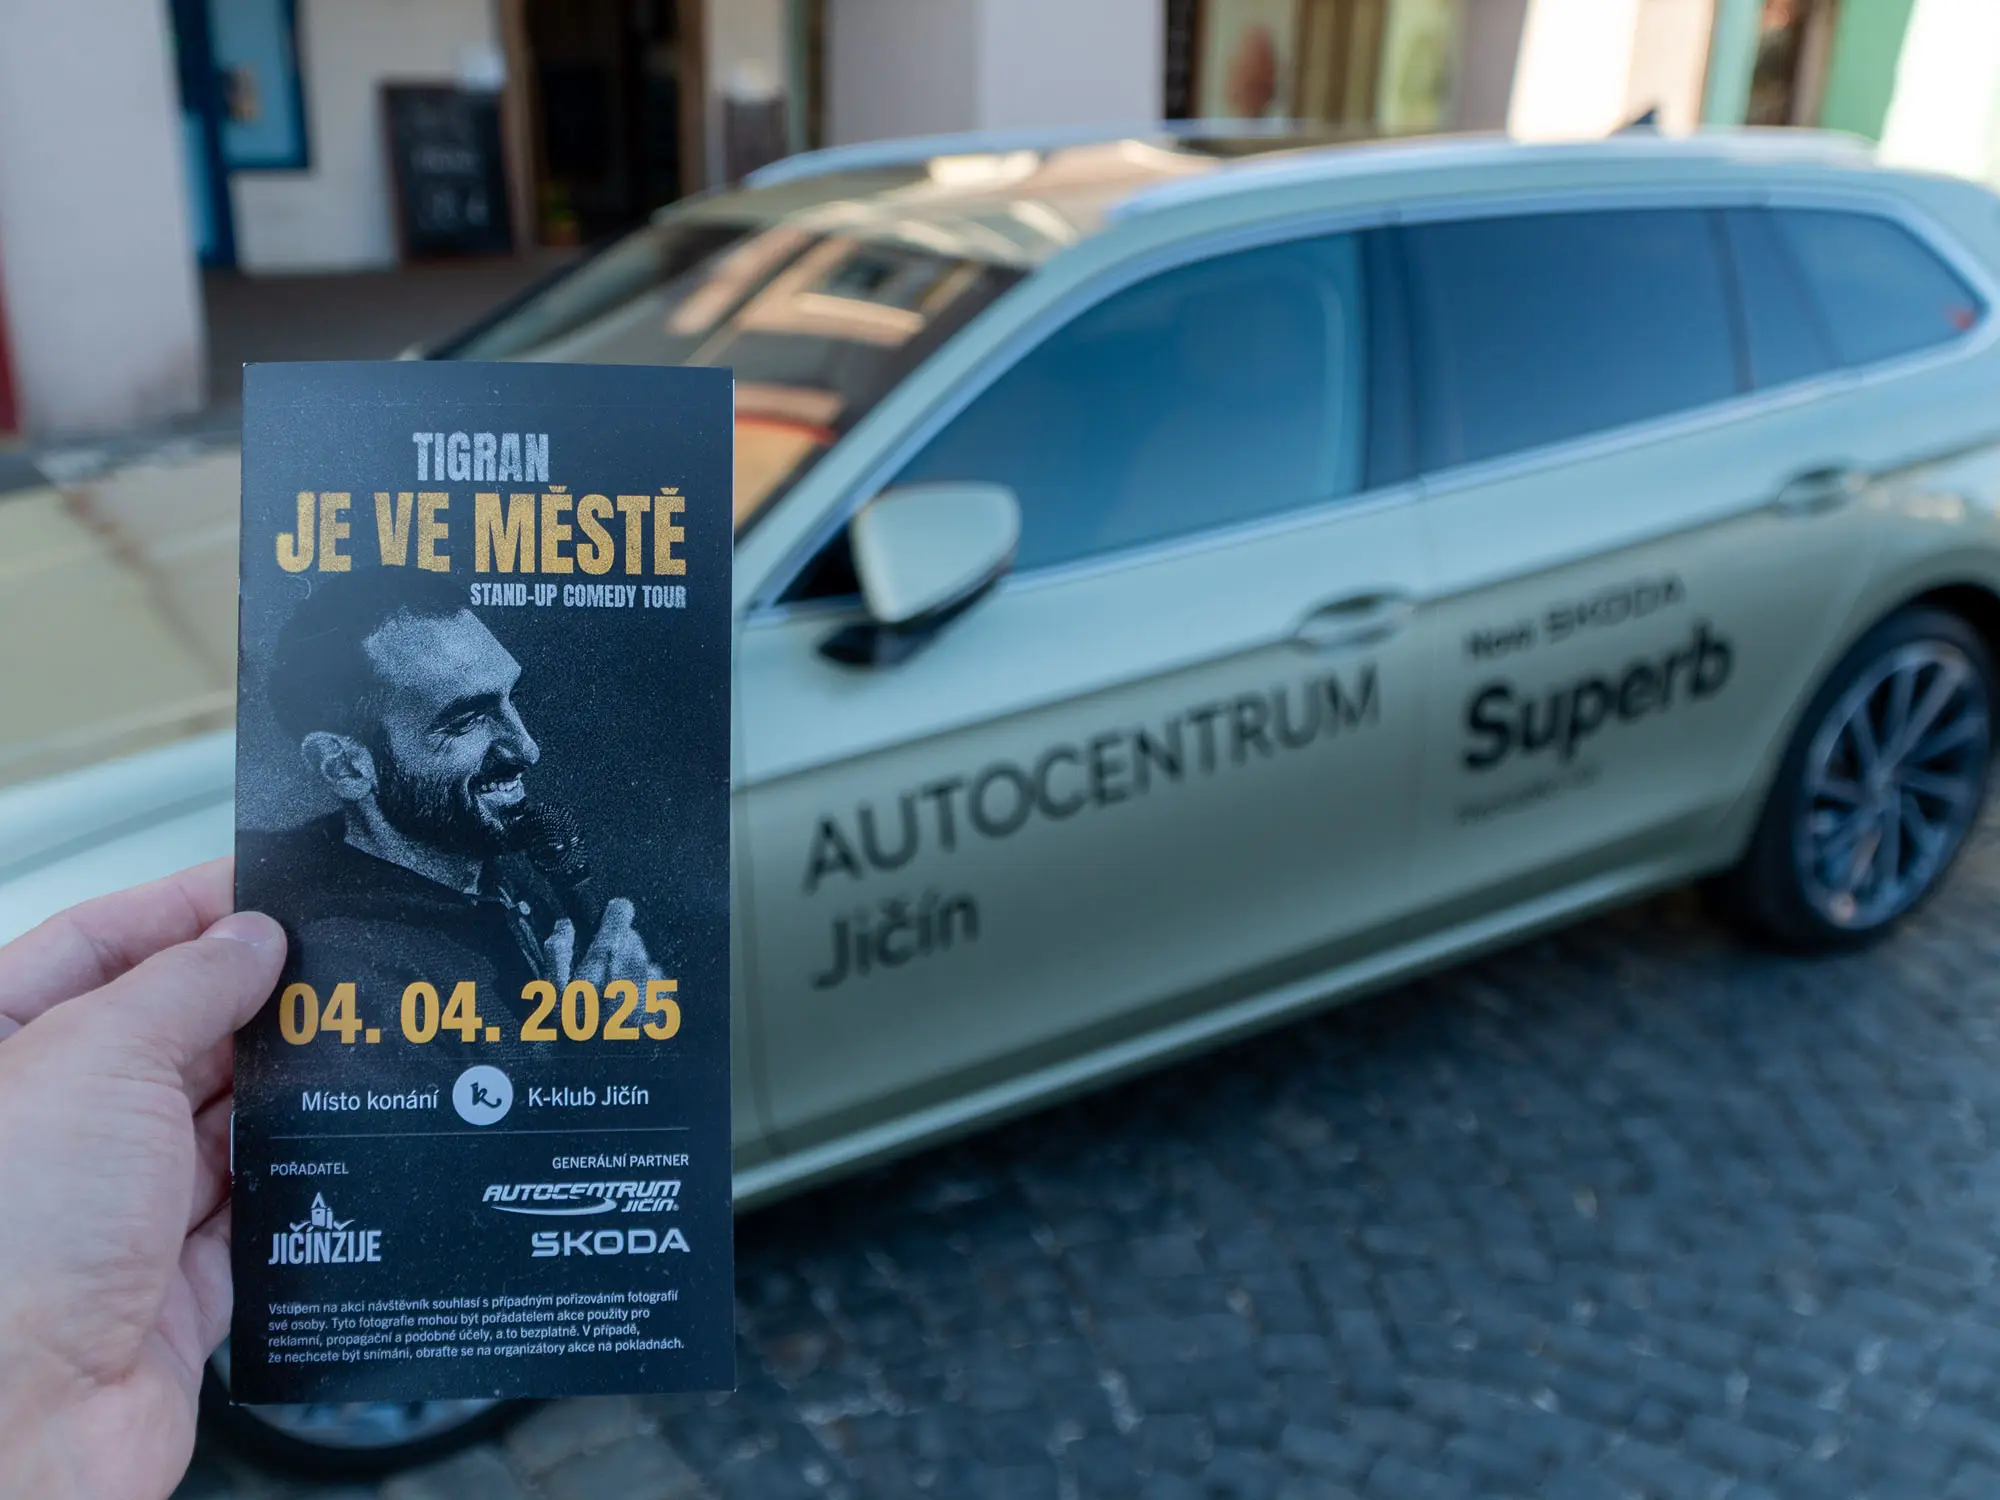 TIGRAN
JE VE MĚSTĚ
STAND-UP COMEDY TOUR
04. 04. 2025
Místo konání k K-klub Jičín
POŘADATEL
JIČÍNŽIJE
GENERÁLNÍ PARTNER
AUTOCENTRUM
JIČÍN
ŠKODA
Vstupem na akci návštěvník souhlasí s případným pořizováním fotografií
své osoby. Tyto fotografie mohou být pořadatelem akce použity pro
reklamní, propagační a podobné účely, a to bezplatně. V případě,
že nechcete být snímáni, obraťte se na organizátory akce na pokladnách.
AUTOCENTRUM
Jičín
ŠKODA
Superb